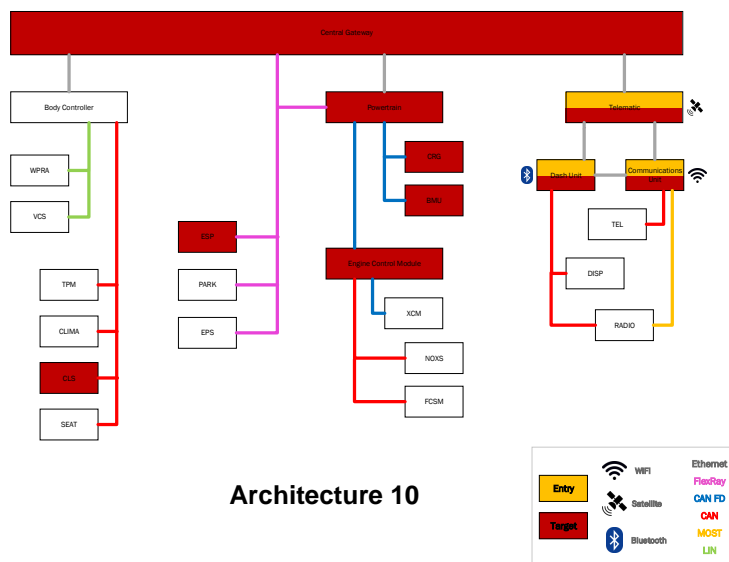 Central Gateway
Body Controller
Powertrain
Telematic
WPRA
CRG
Dash Unit
Communications
Unit
VCS
BMU
TEL
ESP
Engine Control Module
DISP
TPM
PARK
XCM
RADIO
CLIMA
EPS
NOXS
CLS
FCSM
SEAT
Architecture 10
Entry
Target
WiFi
Satellite
Bluetooth
Ethernet
FlexRay
CAN FD
CAN
MOST
LIN